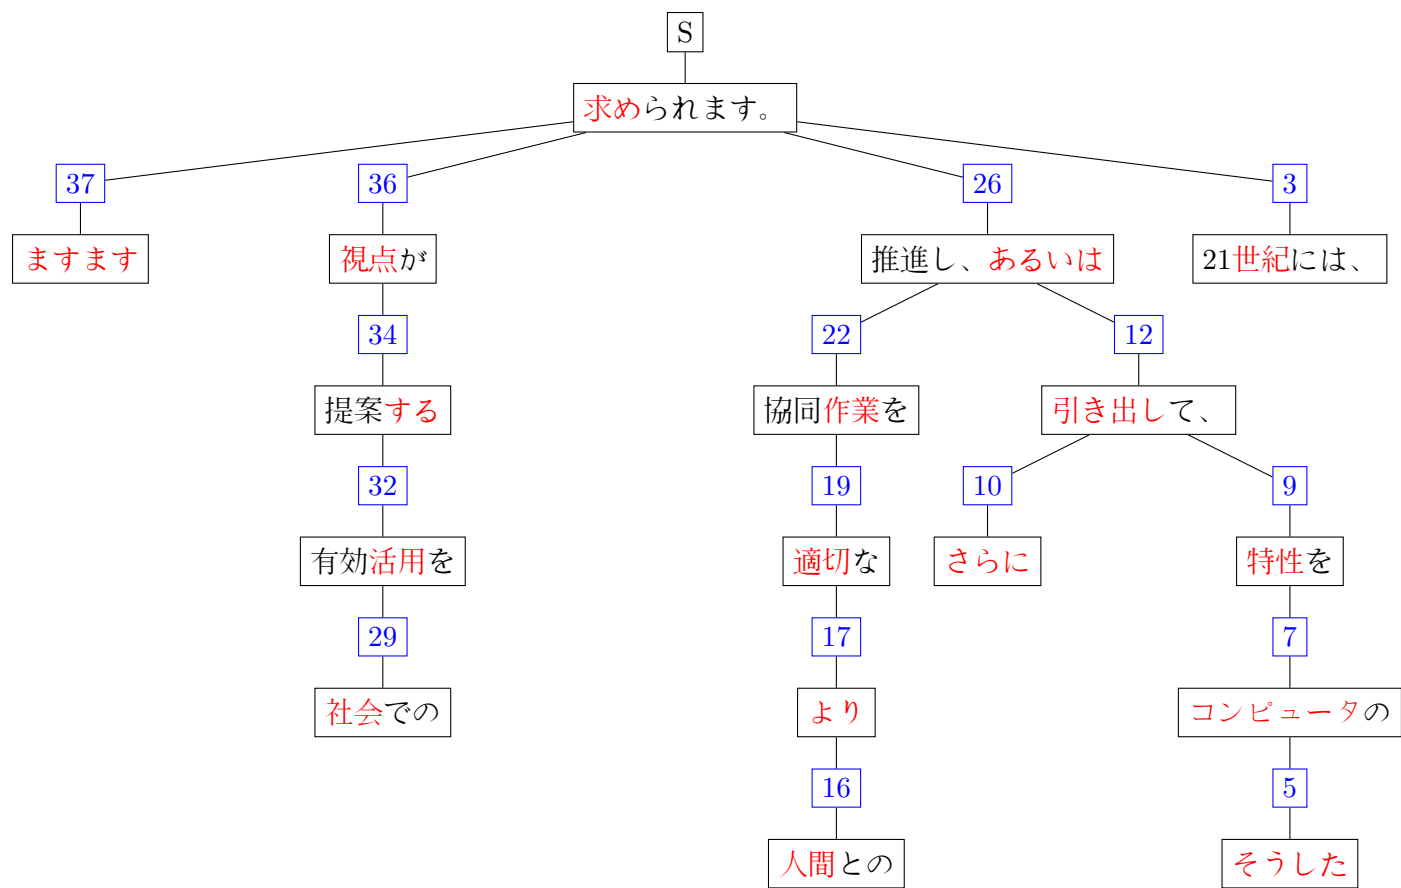 S
求められます。
37 36 26 3
ますます 視点が 推進し、あるいは 21世紀には、
34 22 12
提案する 協同作業を 引き出して、
32 19 10 9
有効活用を 適切な さらに 特性を
29 17 7
社会での より コンピュータの
16 5
人間との そうした